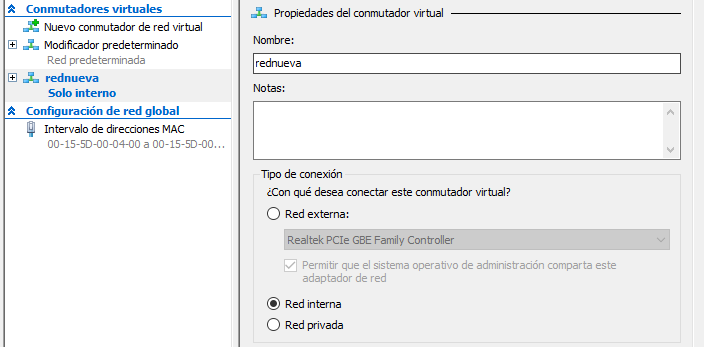 Conmutadores virtuales
Nuevo conmutador de red virtual
Modificador predeterminado
Red predeterminada
rednueva
Solo interno
Configuración de red global
Intervalo de direcciones MAC
00-15-5D-00-04-00 a 00-15-5D-00...
Propiedades del conmutador virtual
Nombre:
rednueva
Notas:
Tipo de conexión
¿Con qué desea conectar este conmutador virtual?
Red externa:
Realtek PCIe GBE Family Controller
Permitir que el sistema operativo de administración comparta este
adaptador de red
Red interna
Red privada